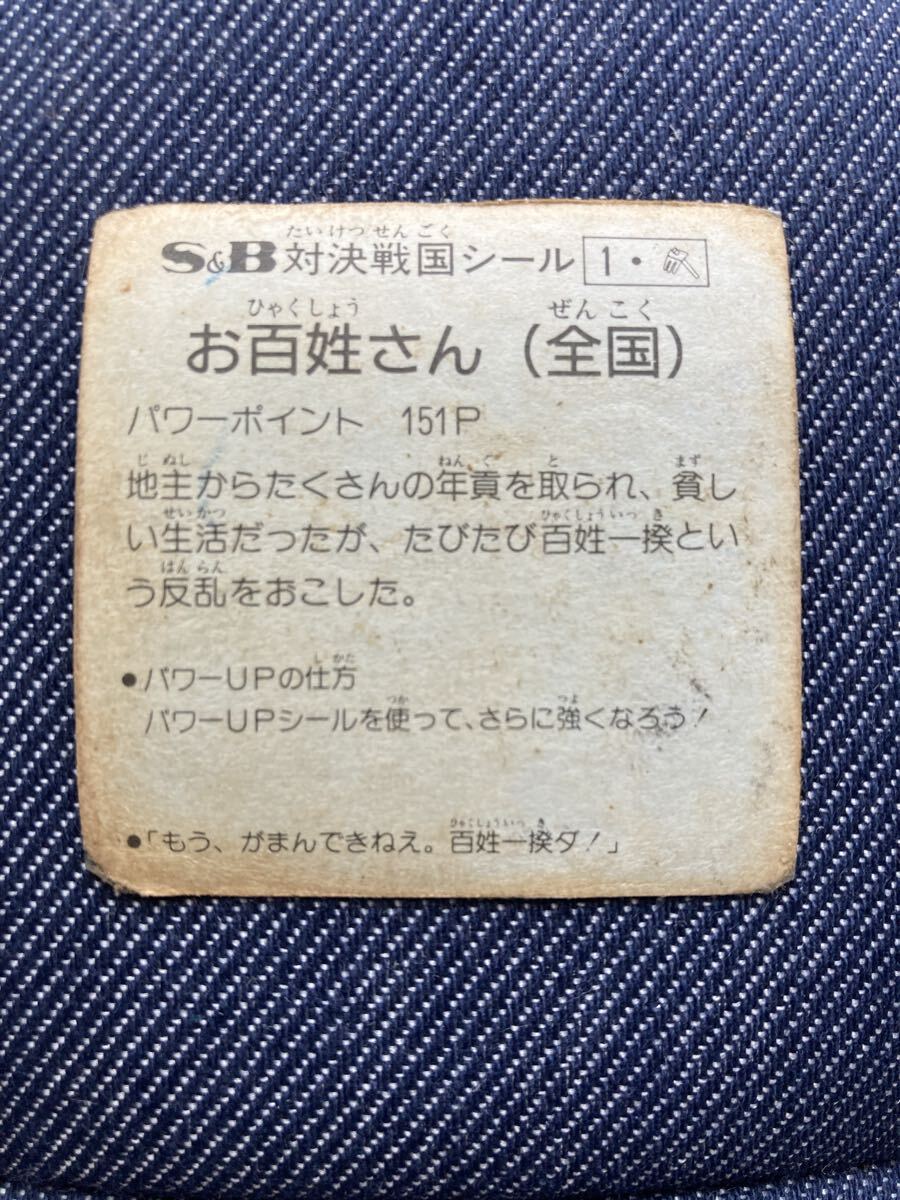 たいけつせんごく
S&B 対決戦国シール 1・
ひゃくしょう ぜんこく
お百姓さん（全国）
パワーポイント 151P
じぬし ねんぐ と まず
地主からたくさんの年貢を取られ、貧し
せいかつ ひゃくしょういっき
い生活だったが、たびたび百姓一揆とい
はんらん
う反乱をおこした。
しかた
●パワーUPの仕方
つか つよ
パワーUPシールを使って、さらに強くなろう！
ひゃくしょういっき
●「もう、がまんできねえ。百姓一揆ダ！」